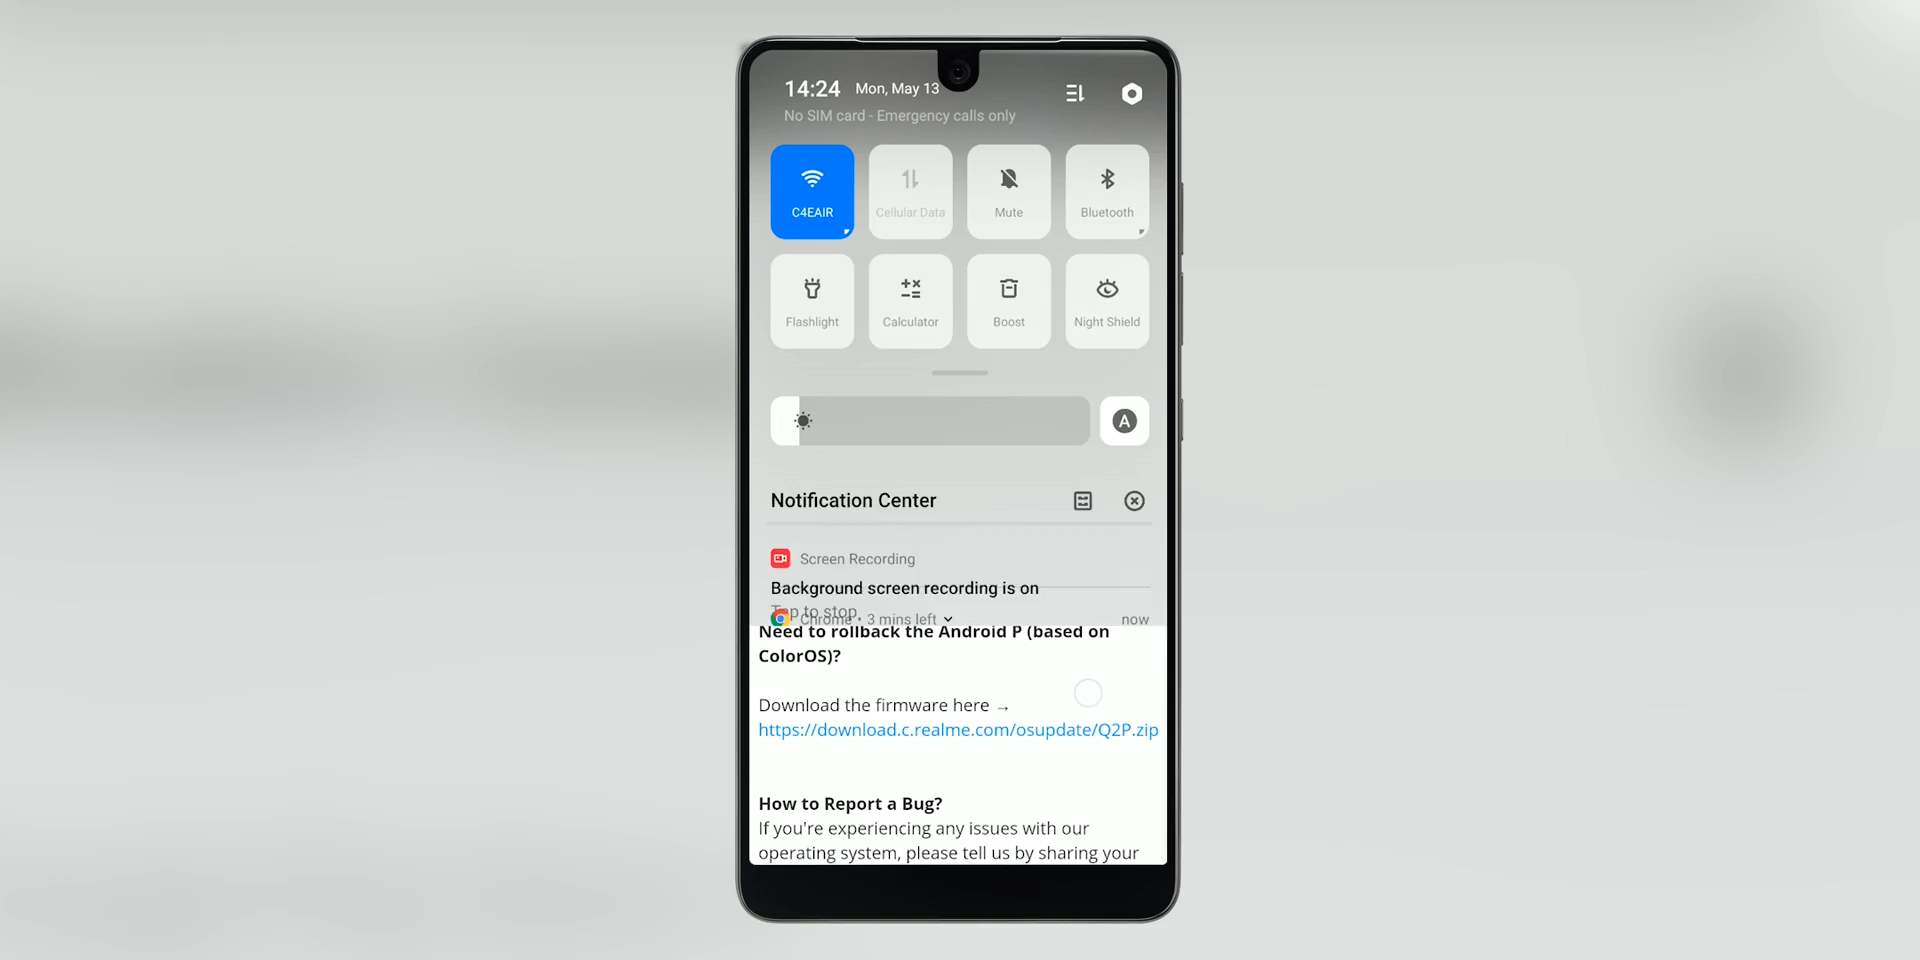 14:24 Mon, May 13
No SIM card - Emergency calls only
C4EAIR
Cellular Data
Mute
Bluetooth
Flashlight
Calculator
Boost
Night Shield
A
Notification Center
Screen Recording
Background screen recording is on
Tap to stop
Chrome • 3 mins left now
Need to rollback the Android P (based on
ColorOS)?
Download the firmware here →
https://download.c.realme.com/osupdate/Q2P.zip
How to Report a Bug?
If you're experiencing any issues with our
operating system, please tell us by sharing your